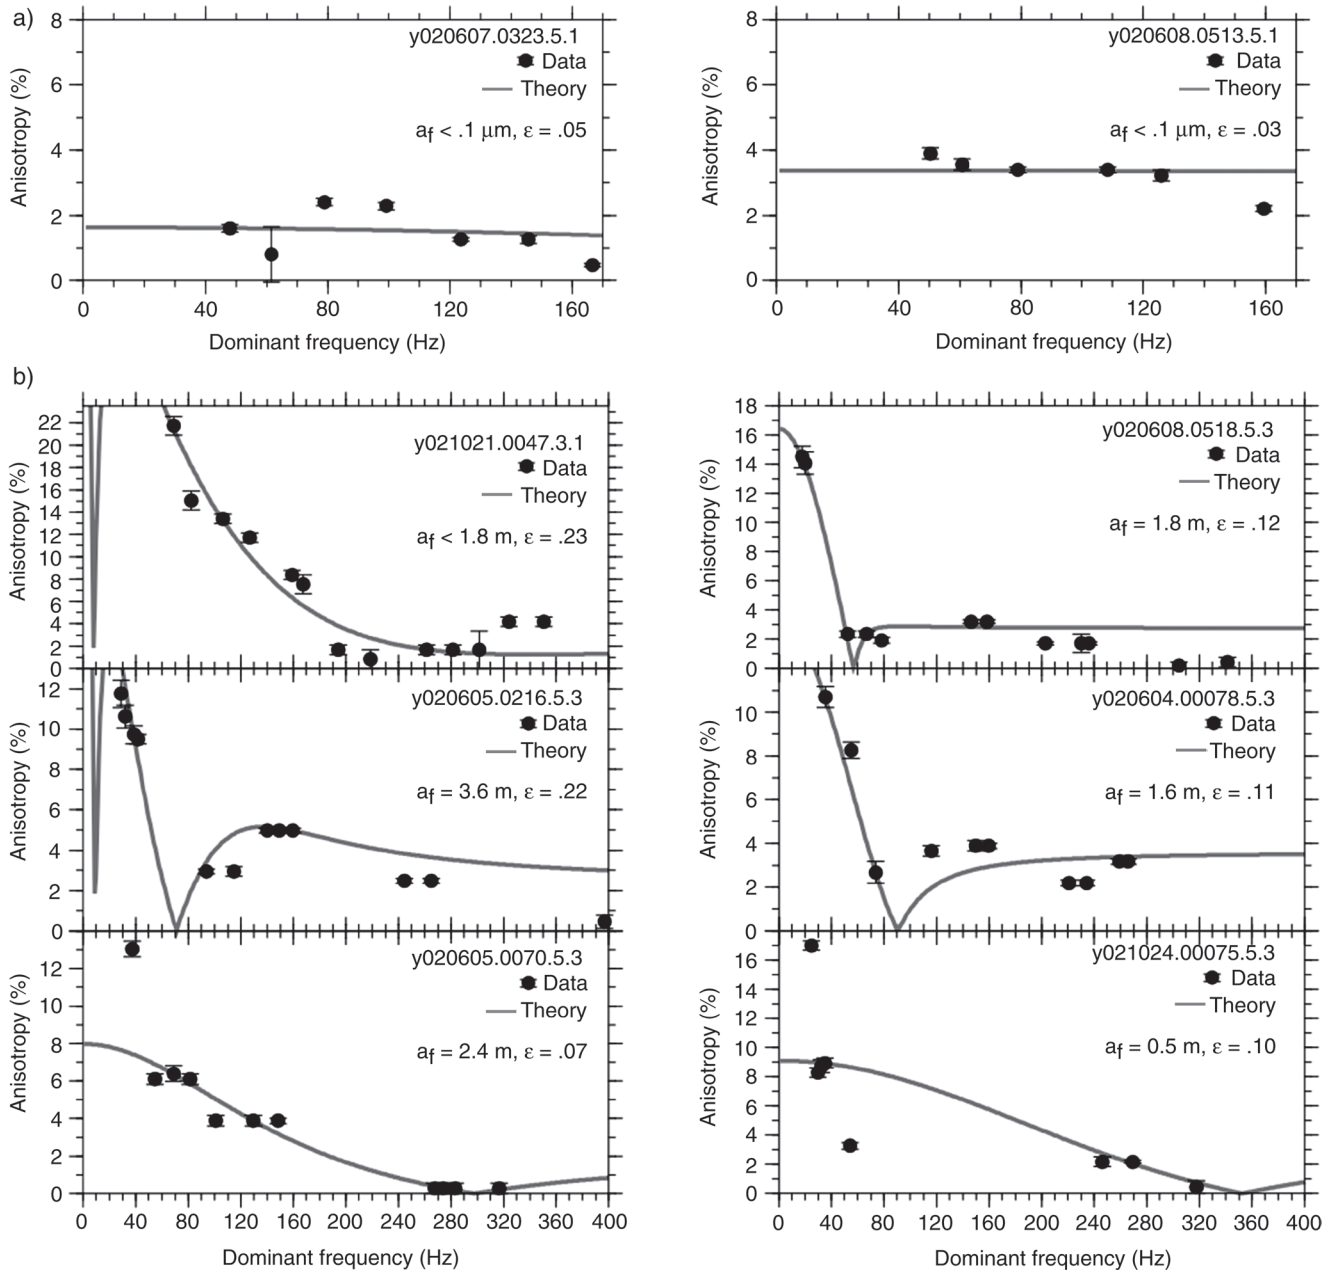 a)
8
6
4
2
0
Anisotropy (%)
y020607.0323.5.1
Data
Theory
a_f < .1 μm, ε = .05
0 40 80 120 160
Dominant frequency (Hz)
8
6
4
2
0
Anisotropy (%)
y020608.0513.5.1
Data
Theory
a_f < .1 μm, ε = .03
0 40 80 120 160
Dominant frequency (Hz)
b)
22
20
18
16
14
12
10
8
6
4
2
0
Anisotropy (%)
y021021.0047.3.1
Data
Theory
a_f < 1.8 m, ε = .23
18
16
14
12
10
8
6
4
2
0
Anisotropy (%)
y020608.0518.5.3
Data
Theory
a_f = 1.8 m, ε = .12
12
10
8
6
4
2
0
Anisotropy (%)
y020605.0216.5.3
Data
Theory
a_f = 3.6 m, ε = .22
10
8
6
4
2
0
Anisotropy (%)
y020604.00078.5.3
Data
Theory
a_f = 1.6 m, ε = .11
12
10
8
6
4
2
0
Anisotropy (%)
y020605.0070.5.3
Data
Theory
a_f = 2.4 m, ε = .07
0 40 80 120 160 200 240 280 320 360 400
Dominant frequency (Hz)
16
14
12
10
8
6
4
2
0
Anisotropy (%)
y021024.00075.5.3
Data
Theory
a_f = 0.5 m, ε = .10
0 40 80 120 160 200 240 280 320 360 400
Dominant frequency (Hz)